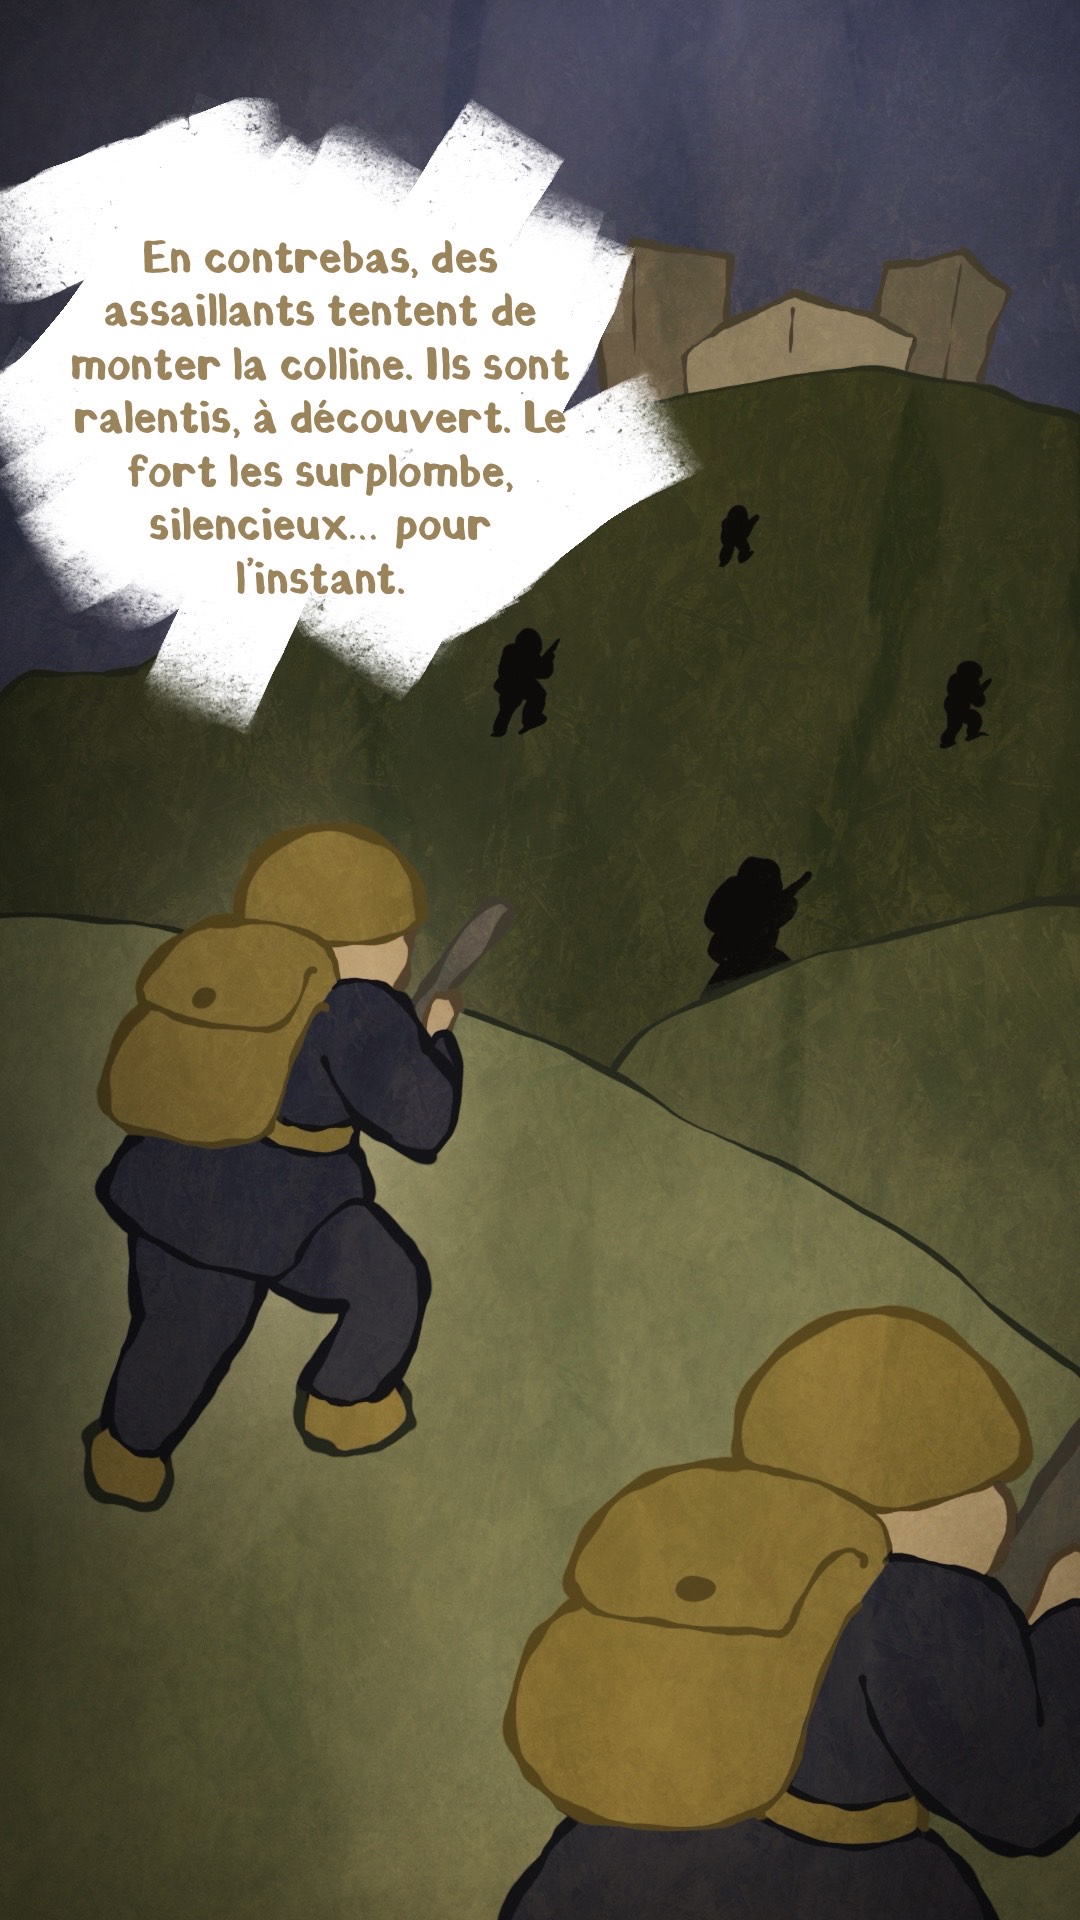 En contrebas, des
assaillants tentent de
monter la colline. Ils sont
ralentis, à découvert. Le
fort les surplombe,
silencieux... pour
l'instant.